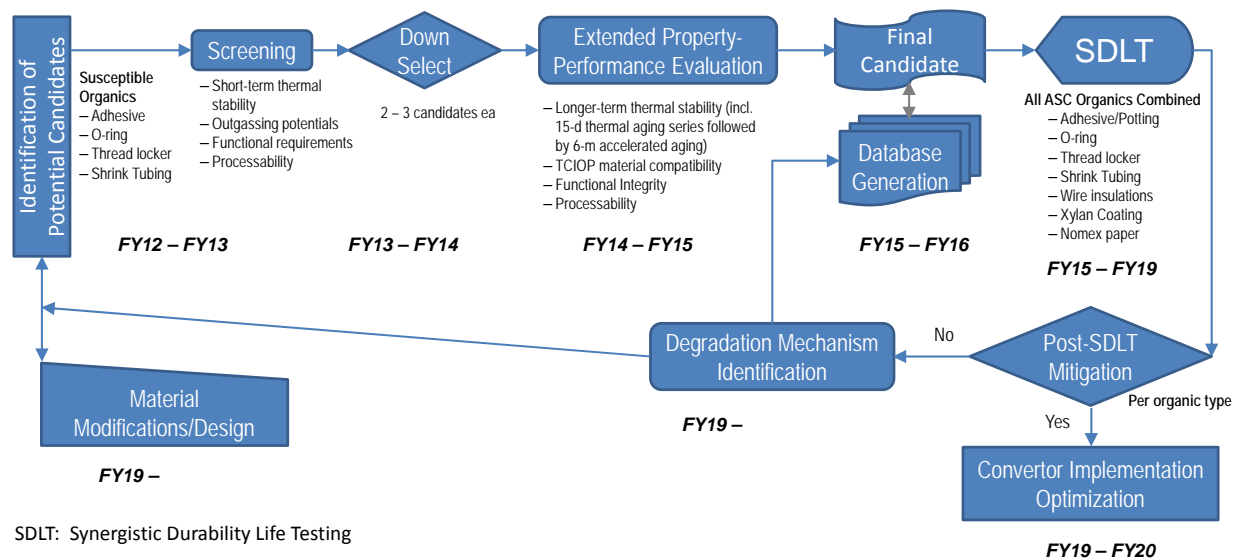 Identification of
Potential Candidates
Susceptible
Organics
– Adhesive
– O-ring
– Thread locker
– Shrink Tubing
Screening
– Short-term thermal
stability
– Outgassing potentials
– Functional requirements
– Processability
FY12 – FY13
Down
Select
2 – 3 candidates ea
FY13 – FY14
Extended Property-
Performance Evaluation
– Longer-term thermal stability (incl.
15-d thermal aging series followed
by 6-m accelerated aging)
– TCIOP material compatibility
– Functional Integrity
– Processability
FY14 – FY15
Final
Candidate
Database
Generation
FY15 – FY16
SDLT
All ASC Organics Combined
– Adhesive/Potting
– O-ring
– Thread locker
– Shrink Tubing
– Wire insulations
– Xylan Coating
– Nomex paper
FY15 – FY19
Post-SDLT
Mitigation
Per organic type
No
Yes
Degradation Mechanism
Identification
FY19 –
Material
Modifications/Design
FY19 –
Convertor Implementation
Optimization
FY19 – FY20
SDLT: Synergistic Durability Life Testing